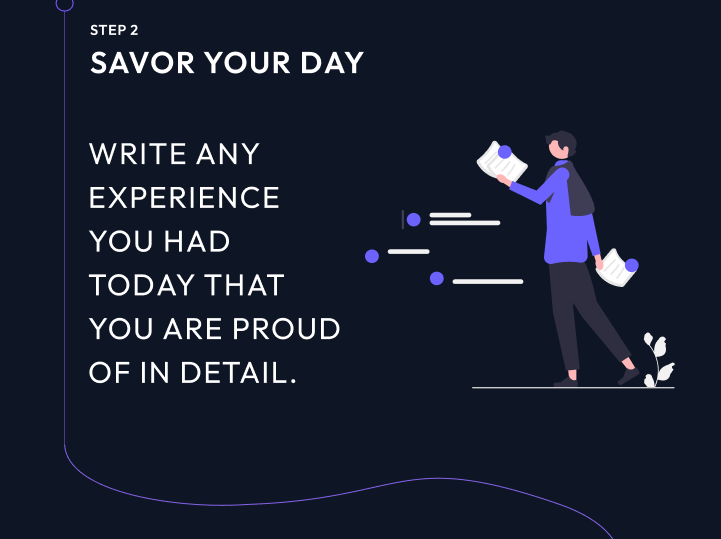 STEP 2
SAVOR YOUR DAY
WRITE ANY
EXPERIENCE
YOU HAD
TODAY THAT
YOU ARE PROUD
OF IN DETAIL.